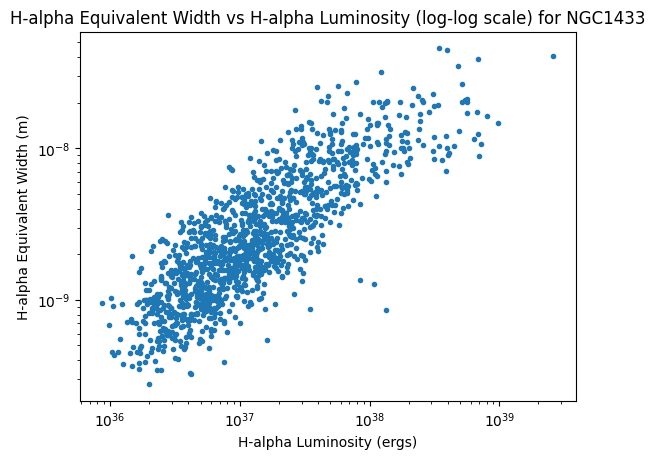 H-alpha Equivalent Width vs H-alpha Luminosity (log-log scale) for NGC1433
H-alpha Equivalent Width (m)
10⁻⁸
10⁻⁹
10³⁶
10³⁷
10³⁸
10³⁹
H-alpha Luminosity (ergs)